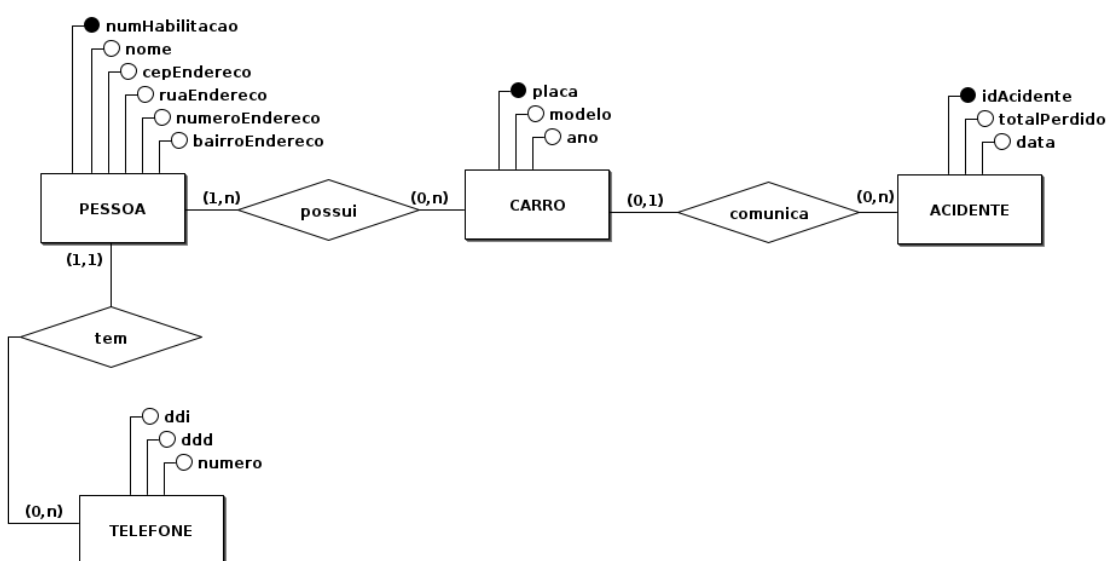 numHabilitacao
nome
cepEndereco
ruaEndereco
numeroEndereco
bairroEndereco
placa
modelo
ano
idAcidente
totalPerdido
data
PESSOA
(1,n)
possui
(0,n)
CARRO
(0,1)
comunica
(0,n)
ACIDENTE
(1,1)
tem
ddi
ddd
numero
(0,n)
TELEFONE